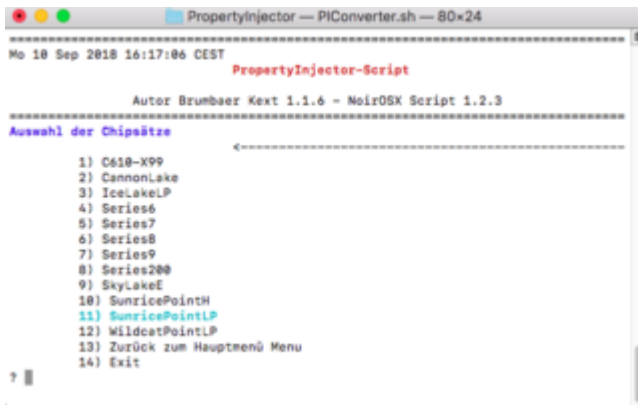 PropertyInjector — PIConverter.sh — 80×24
Mo 10 Sep 2018 16:17:06 CEST
PropertyInjector-Script
Autor Brumbaer Kext 1.1.6 - NoirOSX Script 1.2.3
Auswahl der Chipsätze
<------------------------------------------------
1) C610-X99
2) CannonLake
3) IceLakeLP
4) Series6
5) Series7
6) Series8
7) Series9
8) Series200
9) SkyLakeE
10) SunricePointH
11) SunricePointLP
12) WildcatPointLP
13) Zurück zum Hauptmenü Menu
14) Exit
?